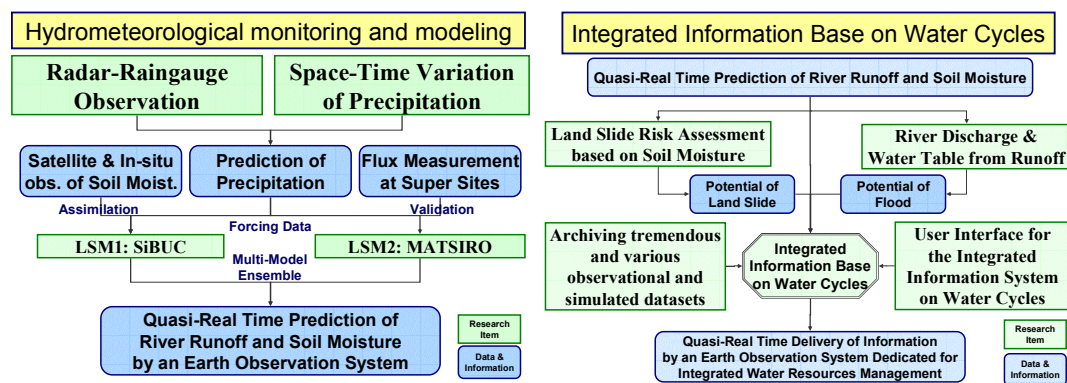 Hydrometeorological monitoring and modeling
Radar-Raingauge
Observation
Space-Time Variation
of Precipitation
Satellite & In-situ
obs. of Soil Moist.
Prediction of
Precipitation
Flux Measurement
at Super Sites
Assimilation
Validation
Forcing Data
LSM1: SiBUC
LSM2: MATSIRO
Multi-Model
Ensemble
Quasi-Real Time Prediction of
River Runoff and Soil Moisture
by an Earth Observation System
Research
Item
Data &
Information
Integrated Information Base on Water Cycles
Quasi-Real Time Prediction of River Runoff and Soil Moisture
Land Slide Risk Assessment
based on Soil Moisture
River Discharge &
Water Table from Runoff
Potential of
Land Slide
Potential of
Flood
Archiving tremendous
and various
observational and
simulated datasets
Integrated
Information Base
on Water Cycles
User Interface for
the Integrated
Information System
on Water Cycles
Quasi-Real Time Delivery of Information
by an Earth Observation System Dedicated for
Integrated Water Resources Management
Research
Item
Data &
Information